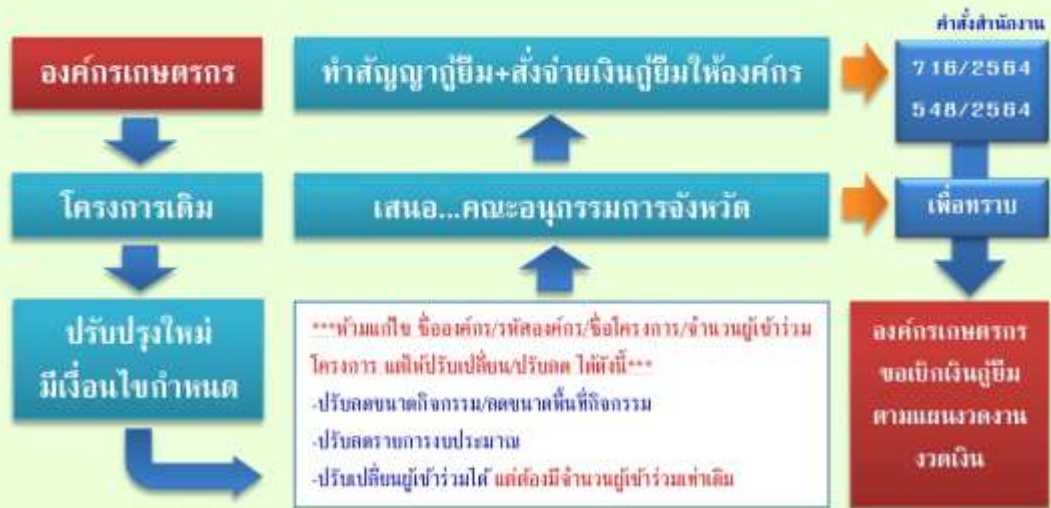 คำสั่งสำนักงาน
องค์กรเกษตรกร
ทำสัญญากู้ยืม+สั่งจ่ายเงินกู้ยืมให้องค์กร
716/2564
548/2564
โครงการเดิม
เสนอ...คณะอนุกรรมการจังหวัด
เพื่อทราบ
ปรับปรุงใหม่
มีเงื่อนไขกำหนด
***ห้ามแก้ไข ชื่อองค์กร/รหัสองค์กร/ชื่อโครงการ/จำนวนผู้เข้าร่วม
โครงการ แต่ให้ปรับเปลี่ยน/ปรับลด ได้ดังนี้***
-ปรับลดขนาดกิจกรรม/ลดขนาดพื้นที่กิจกรรม
-ปรับลดรายการงบประมาณ
-ปรับเปลี่ยนผู้เข้าร่วมได้ แต่ต้องมีจำนวนผู้เข้าร่วมเท่าเดิม
องค์กรเกษตรกร
ขอเบิกเงินกู้ยืม
ตามแผนงวดงาน
งวดเงิน